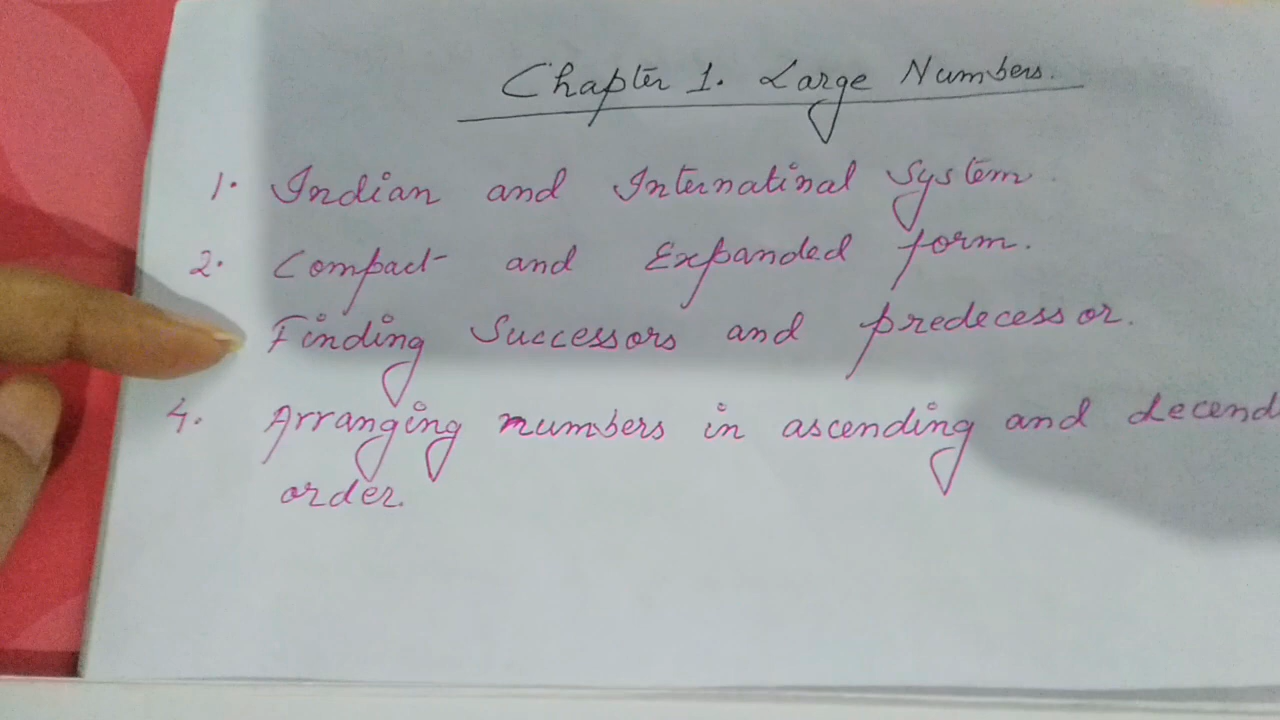 Chapter 1. Large Numbers.
1. Indian and Internatinal System.
2. Compact and Expanded form.
Finding Successors and predecessor.
4. Arranging numbers in ascending and decend
order.